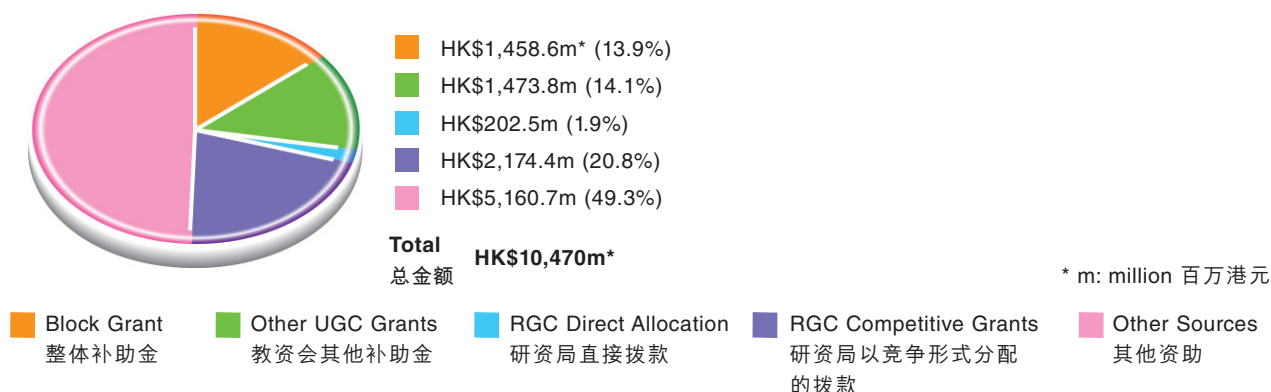 HK$1,458.6m* (13.9%)
HK$1,473.8m (14.1%)
HK$202.5m (1.9%)
HK$2,174.4m (20.8%)
HK$5,160.7m (49.3%)
Total
总金额
HK$10,470m*
* m: million 百万港元
Block Grant
整体补助金
Other UGC Grants
教资会其他补助金
RGC Direct Allocation
研资局直接拨款
RGC Competitive Grants
研资局以竞争形式分配
的拨款
Other Sources
其他资助